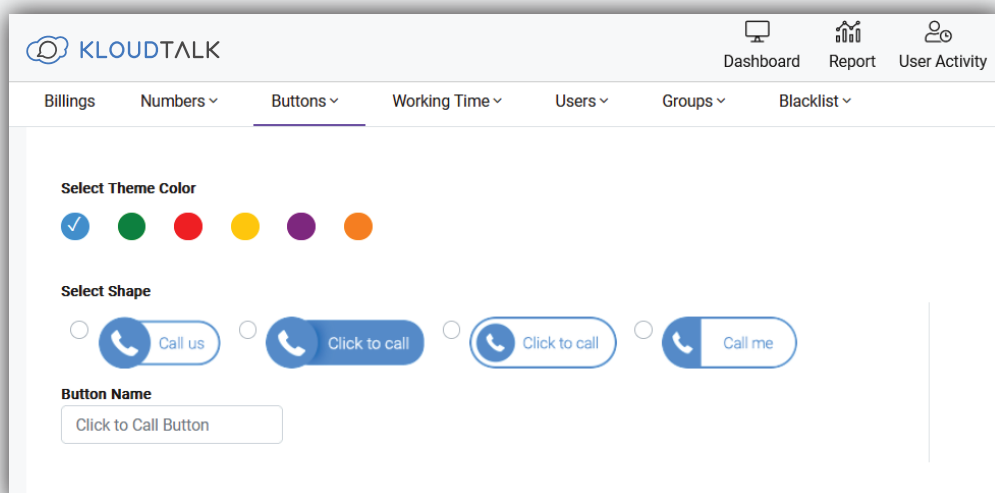 KLOUDTALK
Dashboard Report User Activity
Billings Numbers Buttons Working Time Users Groups Blacklist
Select Theme Color
Select Shape
Call us Click to call Click to call Call me
Button Name
Click to Call Button